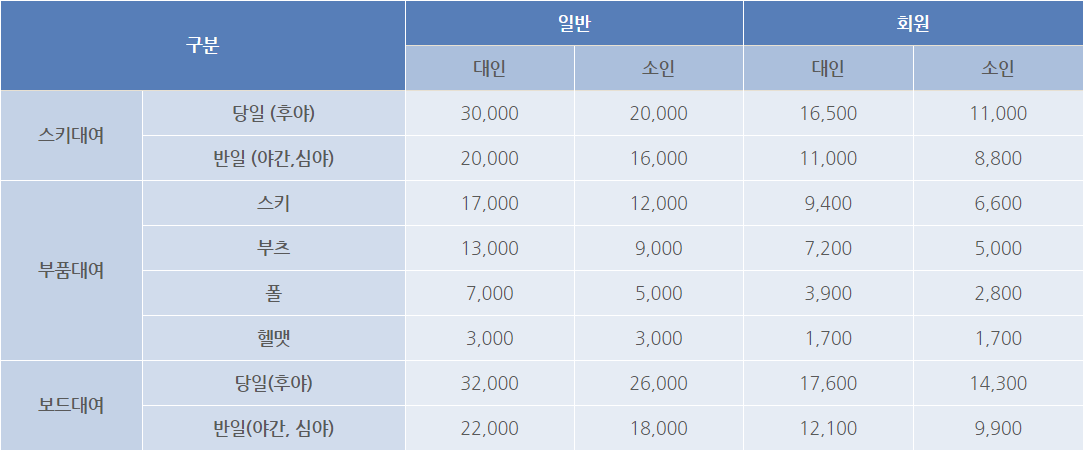 구분 일반 회원
대인 소인 대인 소인
스키대여 당일 (후야) 30,000 20,000 16,500 11,000
반일 (야간,심야) 20,000 16,000 11,000 8,800
부품대여 스키 17,000 12,000 9,400 6,600
부츠 13,000 9,000 7,200 5,000
폴 7,000 5,000 3,900 2,800
헬맷 3,000 3,000 1,700 1,700
보드대여 당일(후야) 32,000 26,000 17,600 14,300
반일(야간, 심야) 22,000 18,000 12,100 9,900